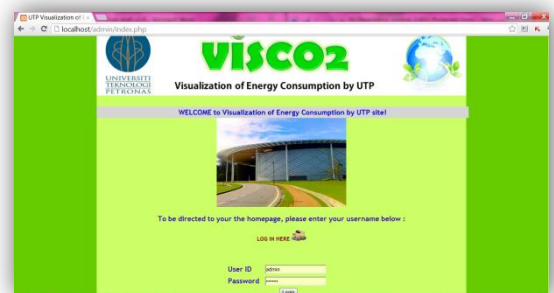 UTP Visualization of E
localhost/admin/index.php
UNIVERSITI
TEKNOLOGI
PETRONAS
VISCO2
Visualization of Energy Consumption by UTP
WELCOME to Visualization of Energy Consumption by UTP site!
To be directed to your the homepage, please enter your username below :
LOG IN HERE
User ID admin
Password ••••••
Login